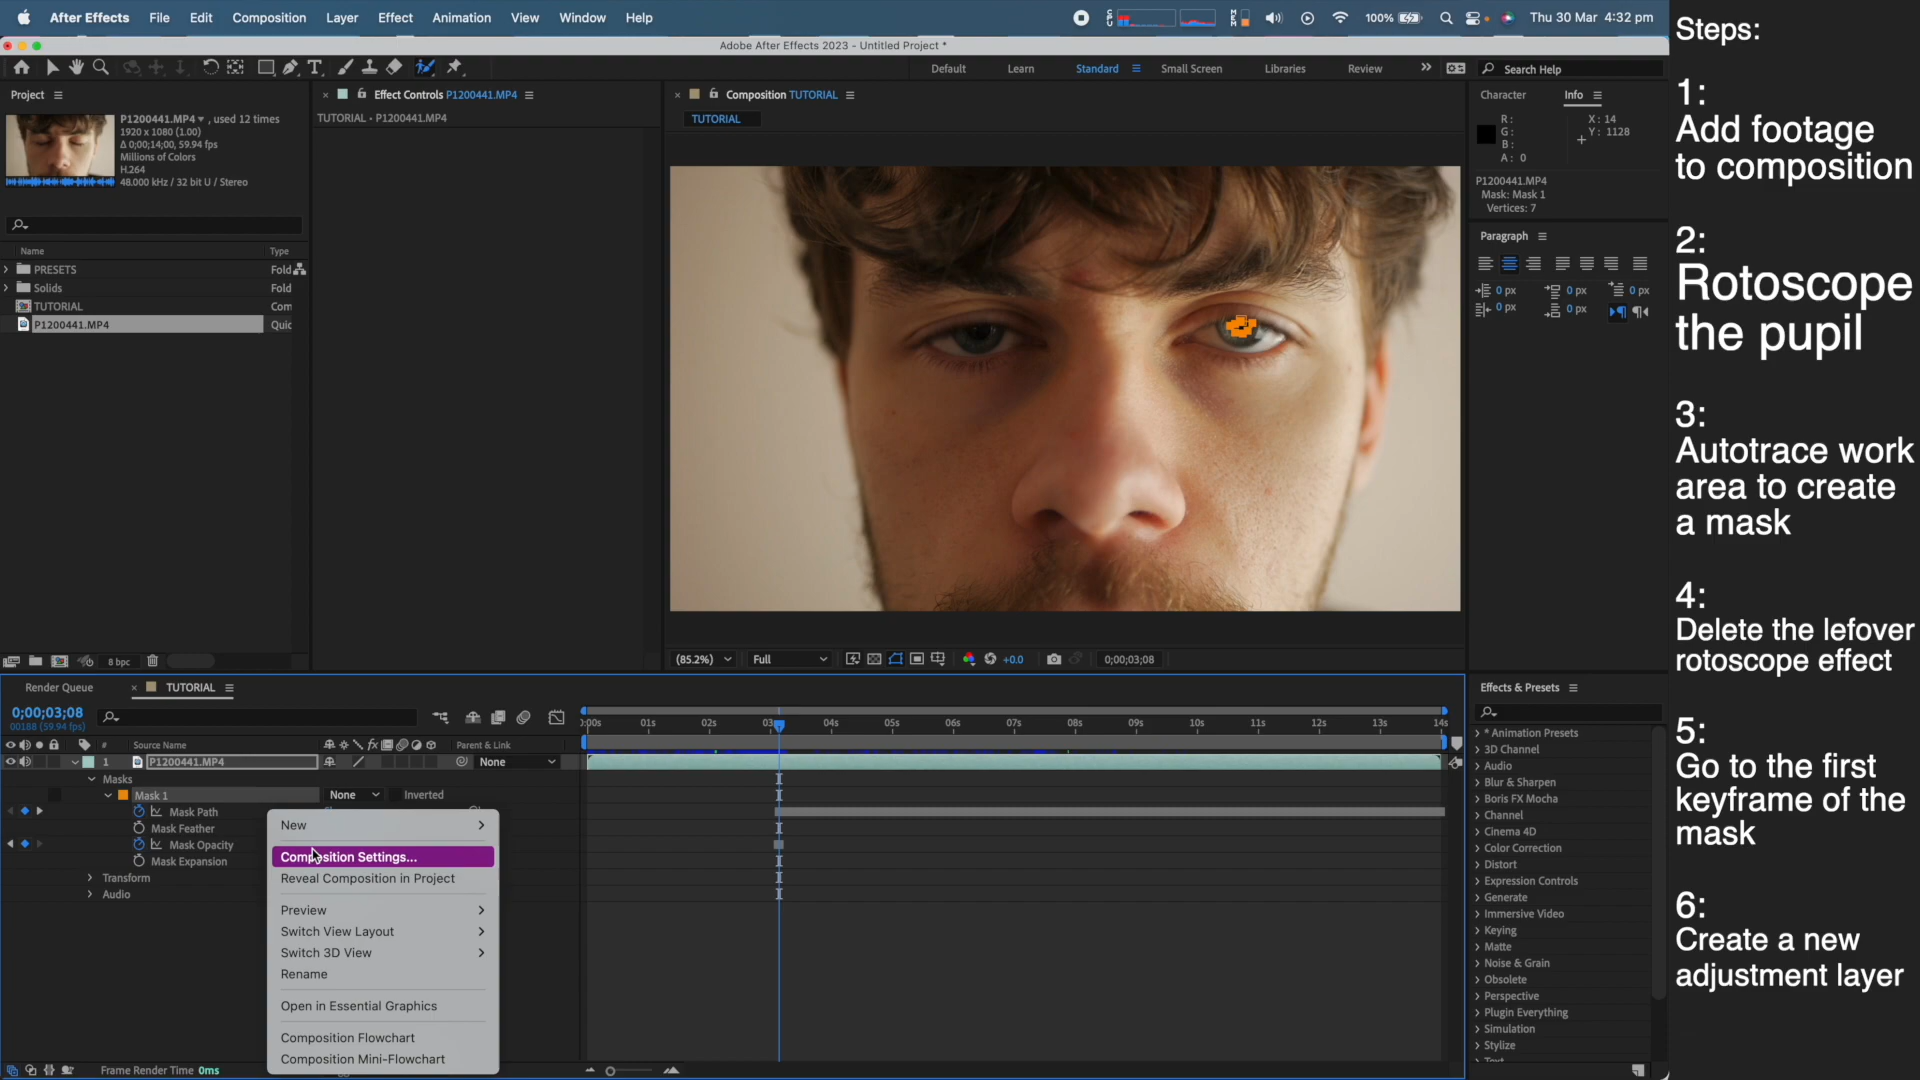 After Effects File Edit Composition Layer Effect Animation View Window Help
100% Thu 30 Mar 4:32 pm
Adobe After Effects 2023 - Untitled Project *
Default Learn Standard Small Screen Libraries Review Search Help
Project
P1200441.MP4 , used 12 times
1920 x 1080 (1.00)
Δ 0;00;14;00, 59.94 fps
Millions of Colors
H.264
48.000 kHz / 32 bit U / Stereo
Name Type
PRESETS Fold
Solids Fold
TUTORIAL Com
P1200441.MP4 Quic
8 bpc
Effect Controls P1200441.MP4
TUTORIAL • P1200441.MP4
Composition TUTORIAL
TUTORIAL
(85.2%) Full +0.0 0;00;03;08
Character Info
R: X: 14
G: Y: 1128
B:
A: 0
P1200441.MP4
Mask: Mask 1
Vertices: 7
Paragraph
0 px 0 px 0 px
0 px 0 px
Render Queue TUTORIAL
0;00;03;08
00188 (59.94 fps)
# Source Name Parent & Link
1 P1200441.MP4 None
Masks
Mask 1 None Inverted
Mask Path
Mask Feather
Mask Opacity
Mask Expansion
Transform
Audio
New
Composition Settings...
Reveal Composition in Project
Preview
Switch View Layout
Switch 3D View
Rename
Open in Essential Graphics
Composition Flowchart
Composition Mini-Flowchart
Frame Render Time 0ms
:00s 01s 02s 03 04s 05s 06s 07s 08s 09s 10s 11s 12s 13s 14s
Effects & Presets
* Animation Presets
3D Channel
Audio
Blur & Sharpen
Boris FX Mocha
Channel
Cinema 4D
Color Correction
Distort
Expression Controls
Generate
Immersive Video
Keying
Matte
Noise & Grain
Obsolete
Perspective
Plugin Everything
Simulation
Stylize
Text
Steps:
1:
Add footage
to composition
2:
Rotoscope
the pupil
3:
Autotrace work
area to create
a mask
4:
Delete the lefover
rotoscope effect
5:
Go to the first
keyframe of the
mask
6:
Create a new
adjustment layer